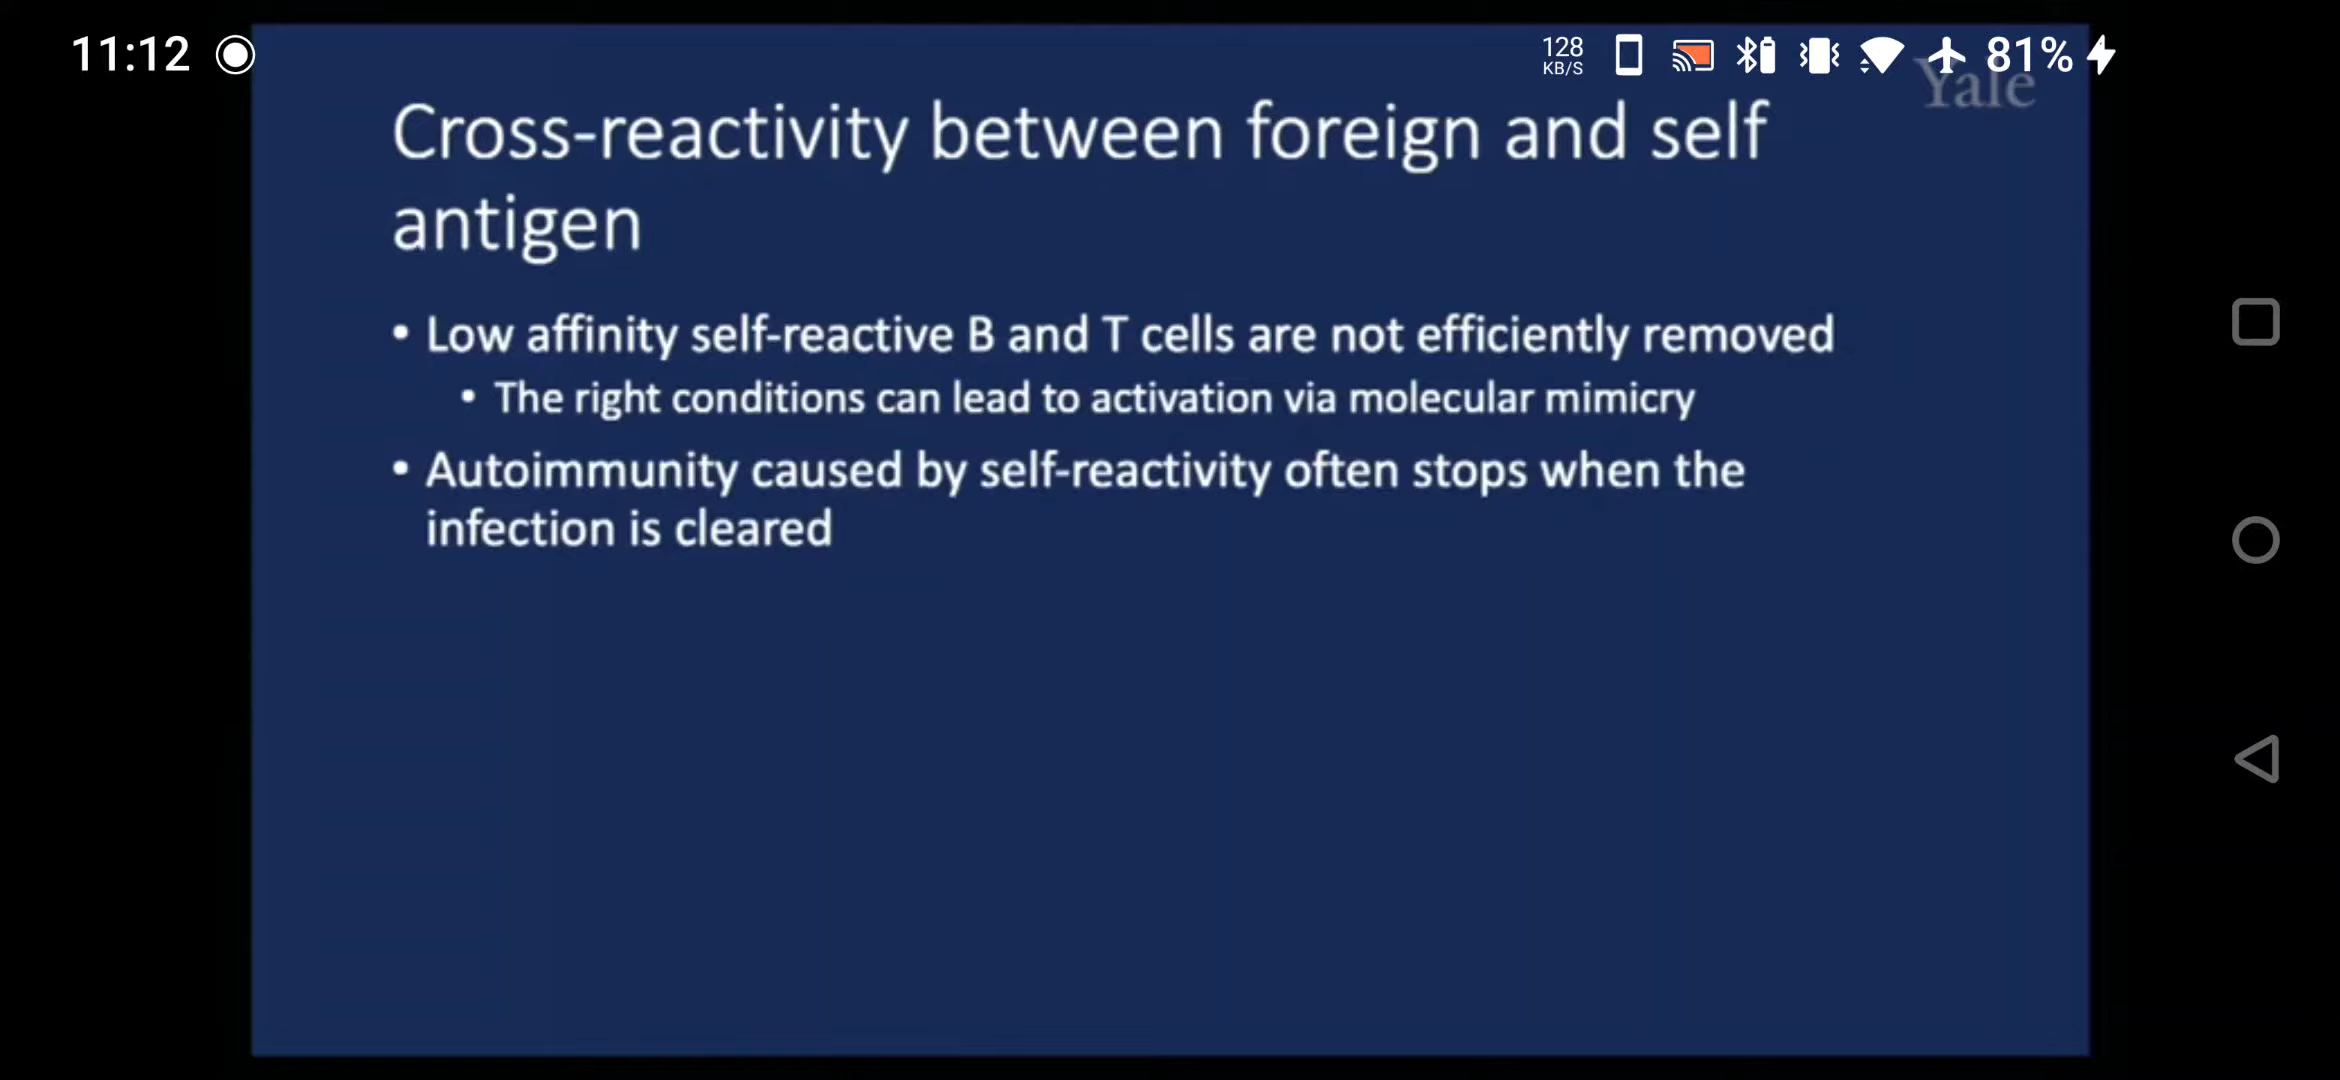 11:12
128
KB/S
81%
Yale
Cross-reactivity between foreign and self
antigen
• Low affinity self-reactive B and T cells are not efficiently removed
• The right conditions can lead to activation via molecular mimicry
• Autoimmunity caused by self-reactivity often stops when the
infection is cleared